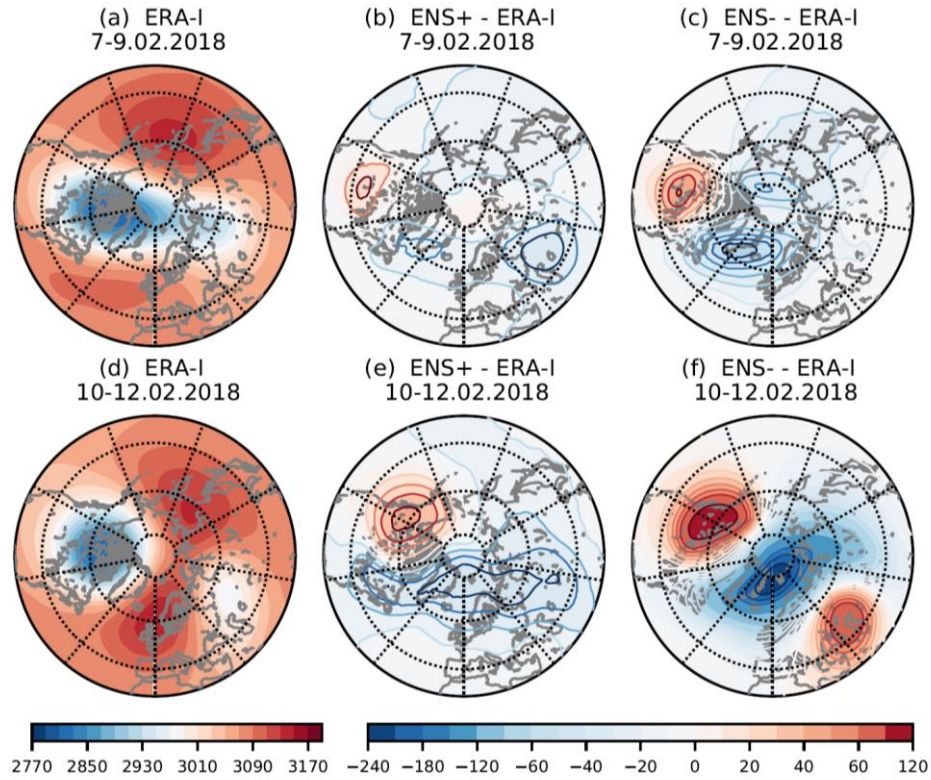 (a) ERA-I
7-9.02.2018
(b) ENS+ - ERA-I
7-9.02.2018
(c) ENS- - ERA-I
7-9.02.2018
(d) ERA-I
10-12.02.2018
(e) ENS+ - ERA-I
10-12.02.2018
(f) ENS- - ERA-I
10-12.02.2018
2770 2850 2930 3010 3090 3170
−240 −180 −120 −60 −40 −20 0 20 40 60 120